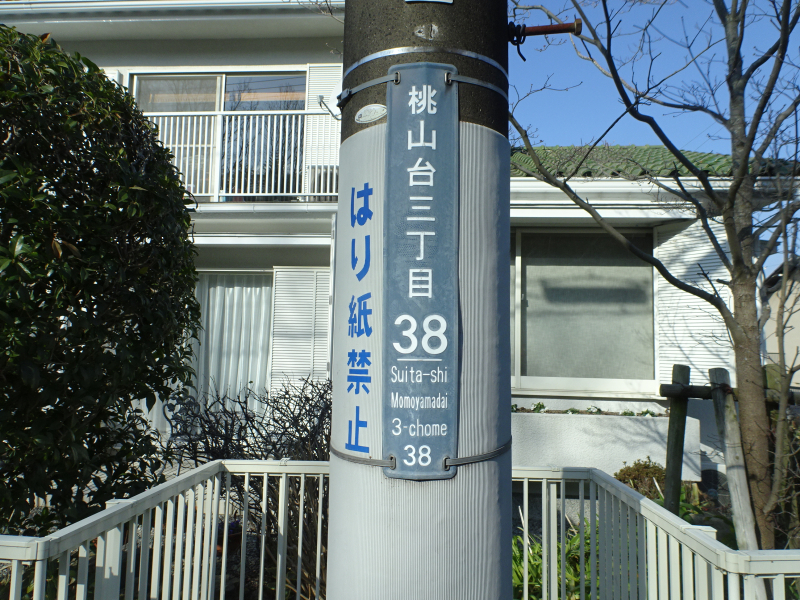 桃山台三丁目
38
Suita-shi
Momoyamadai
3-chome
38
はり紙禁止